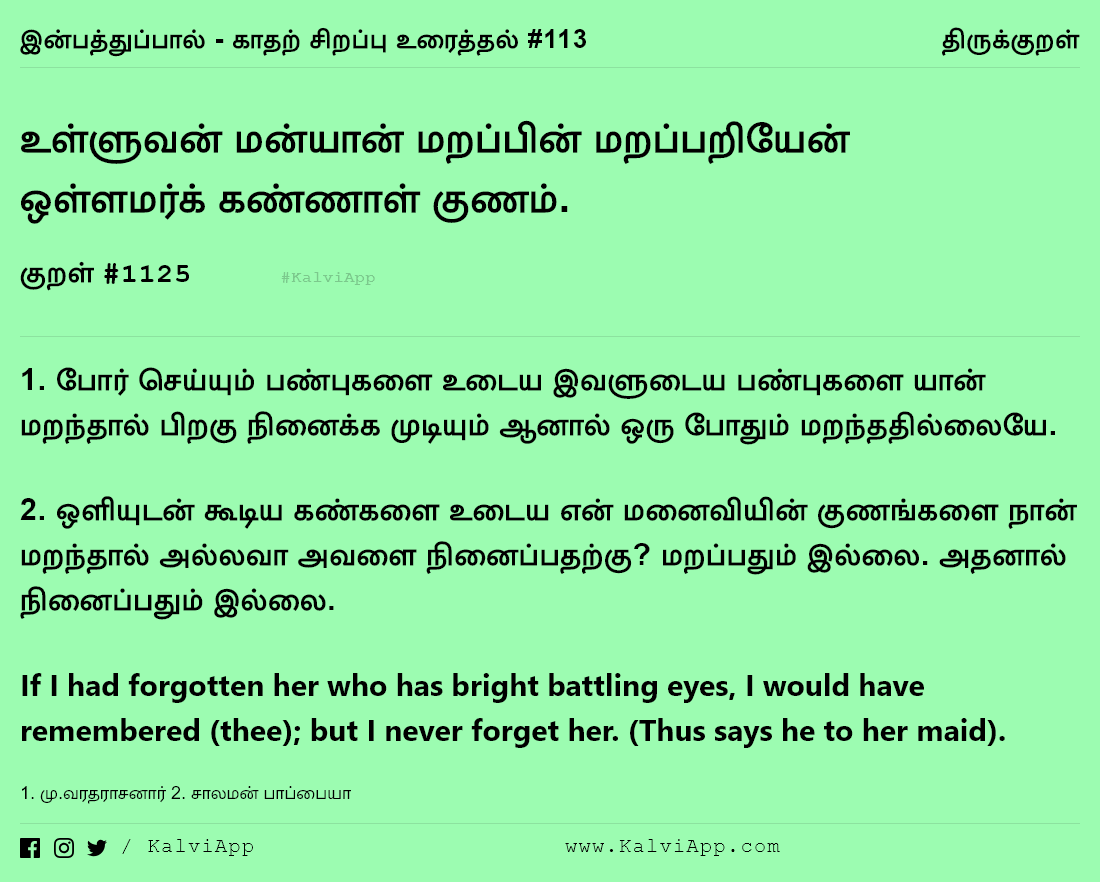 இன்பத்துப்பால் - காதற் சிறப்பு உரைத்தல் #113 திருக்குறள்
உள்ளுவன் மன்யான் மறப்பின் மறப்பறியேன்
ஒள்ளமர்க் கண்ணாள் குணம்.
குறள் #1125 #KalviApp
1. போர் செய்யும் பண்புகளை உடைய இவளுடைய பண்புகளை யான்
மறந்தால் பிறகு நினைக்க முடியும் ஆனால் ஒரு போதும் மறந்ததில்லையே.
2. ஒளியுடன் கூடிய கண்களை உடைய என் மனைவியின் குணங்களை நான்
மறந்தால் அல்லவா அவளை நினைப்பதற்கு? மறப்பதும் இல்லை. அதனால்
நினைப்பதும் இல்லை.
If I had forgotten her who has bright battling eyes, I would have
remembered (thee); but I never forget her. (Thus says he to her maid).
1. மு.வரதராசனார் 2. சாலமன் பாப்பையா
/ KalviApp www.KalviApp.com